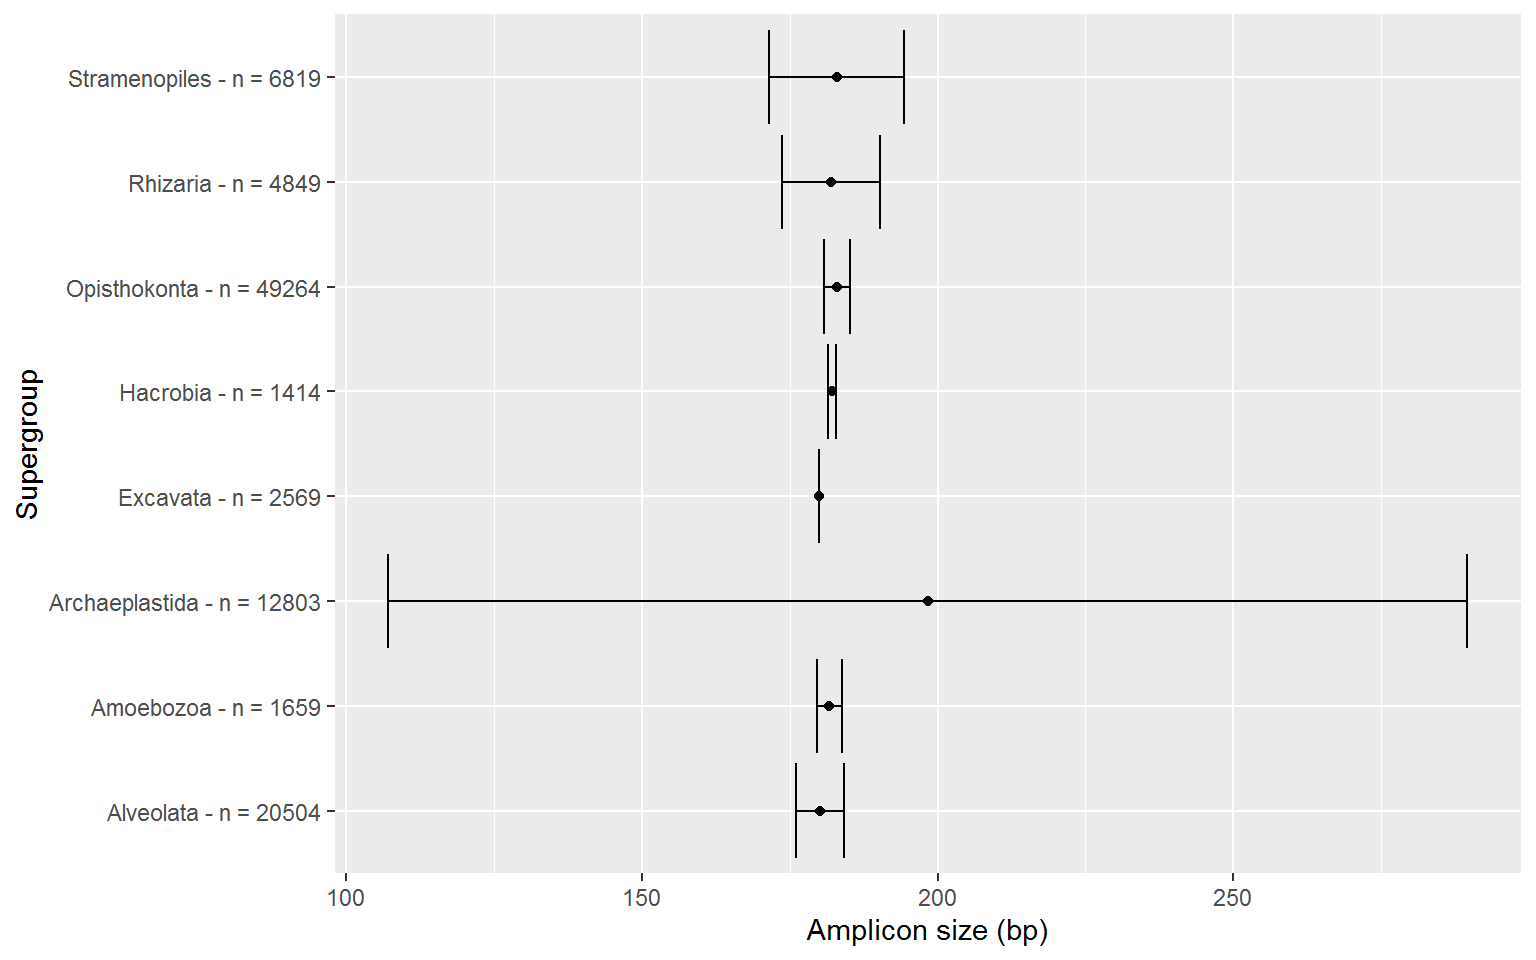 Supergroup
Stramenopiles - n = 6819
Rhizaria - n = 4849
Opisthokonta - n = 49264
Hacrobia - n = 1414
Excavata - n = 2569
Archaeplastida - n = 12803
Amoebozoa - n = 1659
Alveolata - n = 20504
100 150 200 250
Amplicon size (bp)